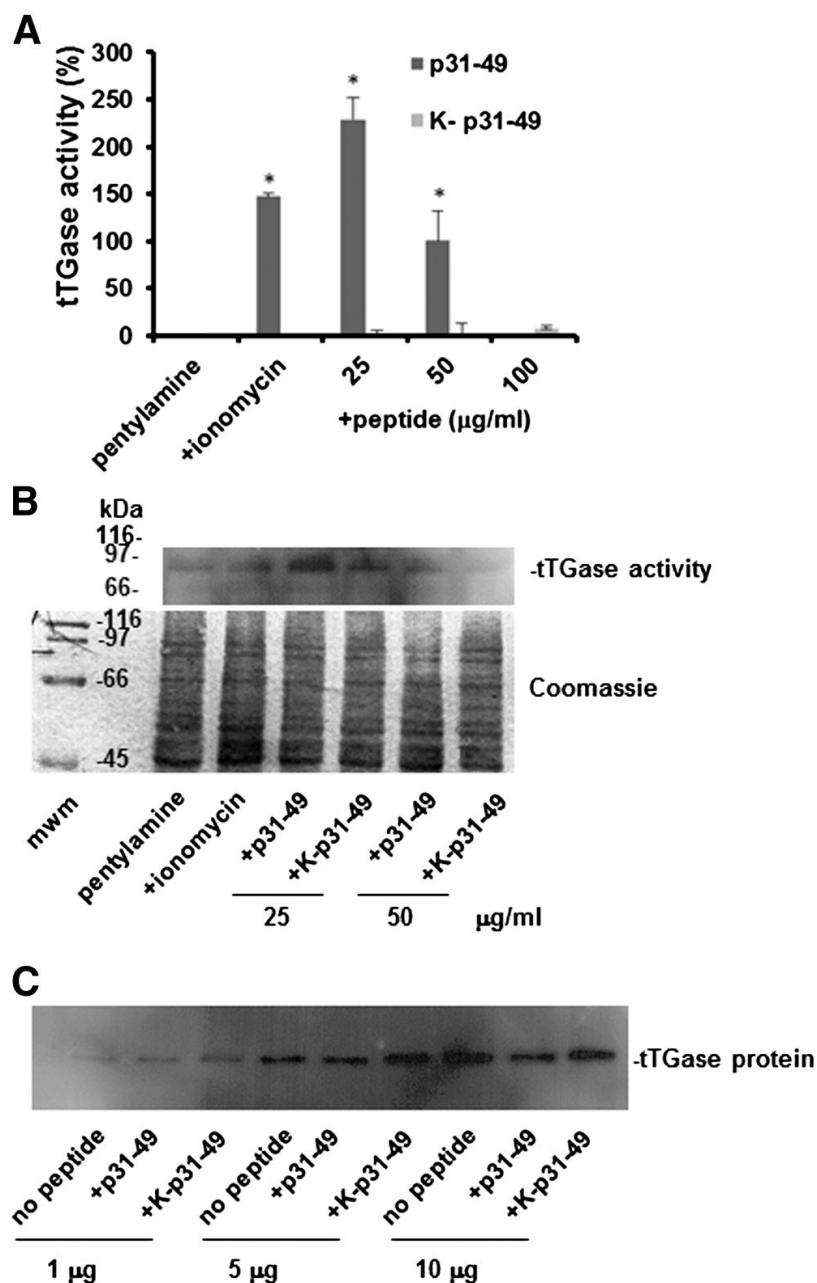 A
tTGase activity (%)
300
250
200
150
100
50
0
*
*
*
p31-49
K- p31-49
pentylamine
+ionomycin
25
50
100
+peptide (µg/ml)
B
kDa
116-
97-
66-
-tTGase activity
-116
-97
-66
-45
Coomassie
mwm
pentylamine
+ionomycin
+p31-49
+K-p31-49
+p31-49
+K-p31-49
25
50
µg/ml
C
-tTGase protein
no peptide
+p31-49
+K-p31-49
no peptide
+p31-49
+K-p31-49
no peptide
+p31-49
+K-p31-49
1 µg
5 µg
10 µg